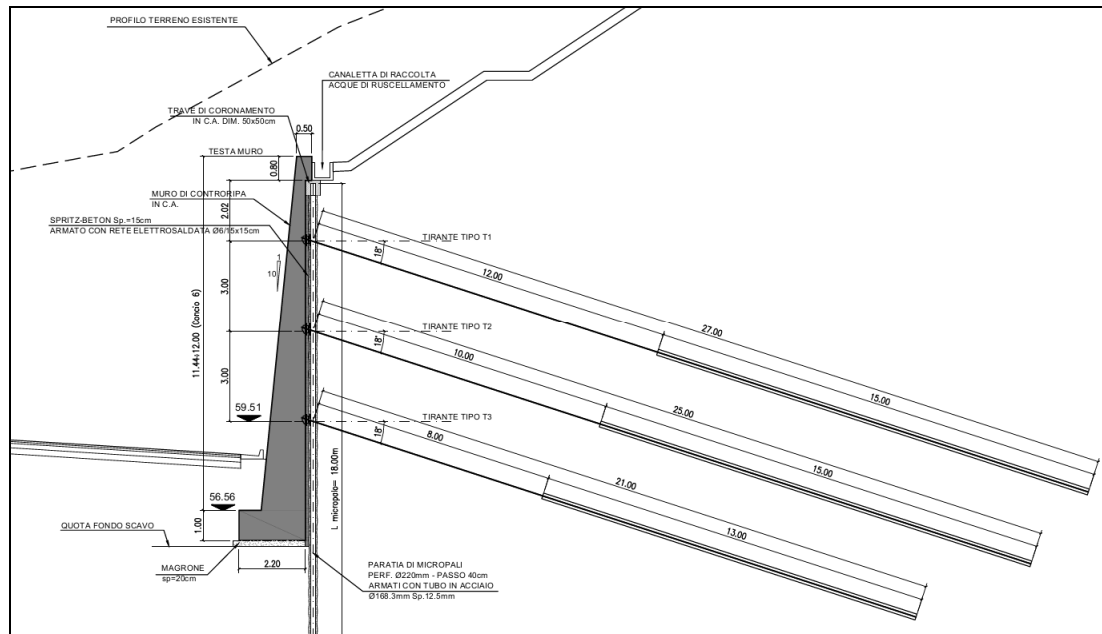 PROFILO TERRENO ESISTENTE
CANALETTA DI RACCOLTA
ACQUE DI RUSCELLAMENTO
TRAVE DI CORONAMENTO
IN C.A. DIM. 50x50cm
0.50
TESTA MURO
0.80
MURO DI CONTRORIPA
IN C.A.
2.02
SPRITZ-BETON Sp.=15cm
ARMATO CON RETE ELETTROSALDATA Ø6/15x15cm
TIRANTE TIPO T1
18°
12.00
27.00
15.00
1
10
3.00
11.44÷12.00 (Concio 6)
TIRANTE TIPO T2
18°
10.00
25.00
15.00
3.00
59.51
TIRANTE TIPO T3
18°
8.00
21.00
13.00
L micropalo= 18.00m
56.56
1.00
QUOTA FONDO SCAVO
MAGRONE
sp=20cm
2.20
PARATIA DI MICROPALI
PERF. Ø220mm - PASSO 40cm
ARMATI CON TUBO IN ACCIAIO
Ø168.3mm Sp.12.5mm